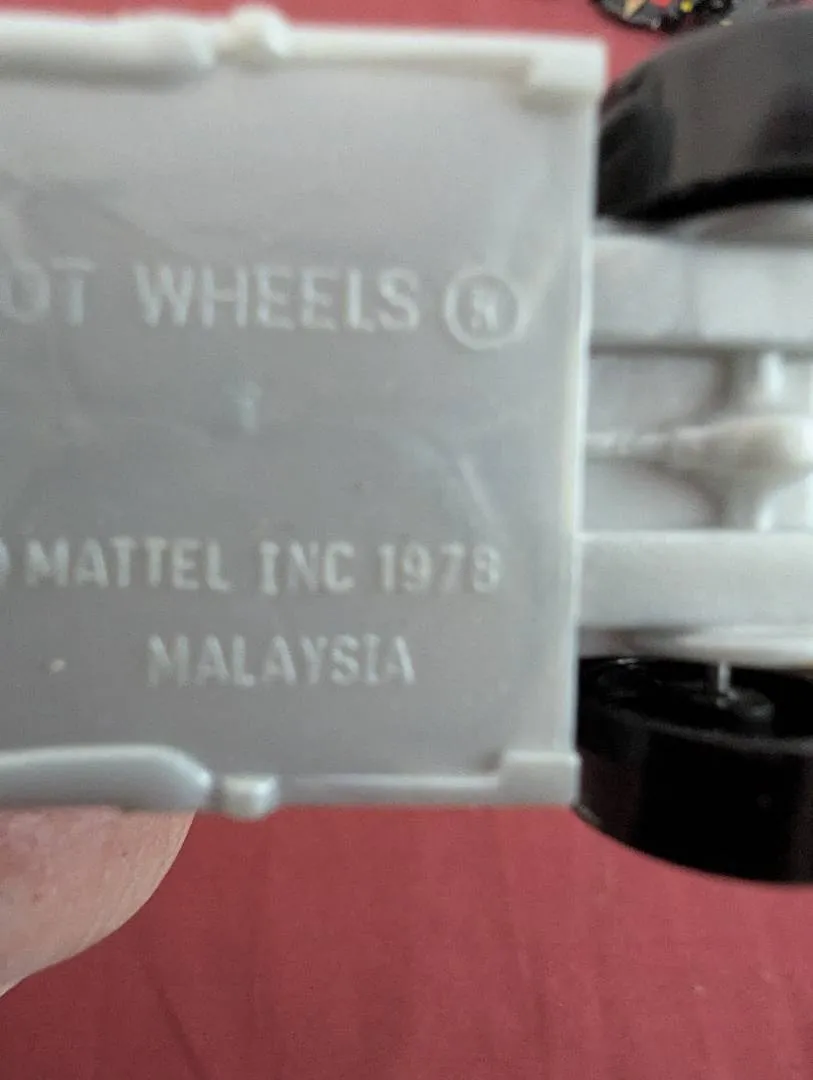 OT WHEELS ®
MATTEL INC 1978
MALAYSIA